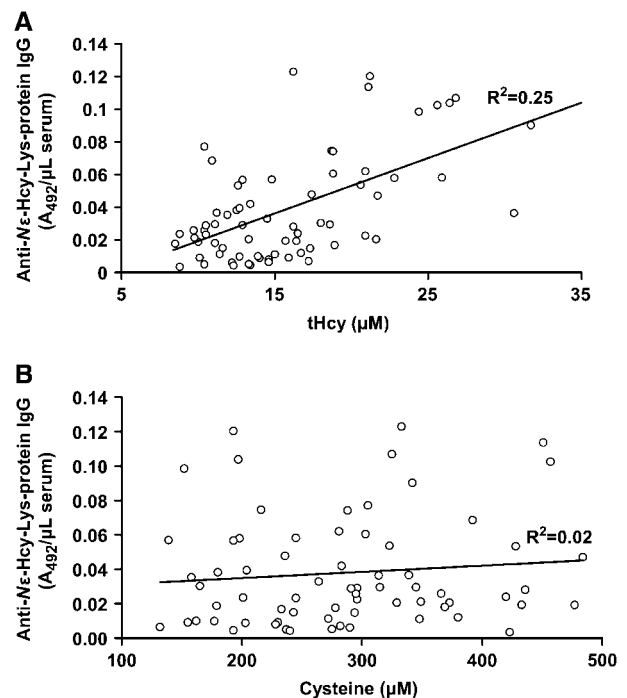 A
Anti-Nε-Hcy-Lys-protein IgG
(A492/µL serum)
0.14
0.12
0.1
0.08
0.06
0.04
0.02
0
R2=0.25
5
15
25
35
tHcy (µM)
B
Anti-Nε-Hcy-Lys-protein IgG
(A492/µL serum)
0.14
0.12
0.10
0.08
0.06
0.04
0.02
0.00
R2=0.02
100
200
300
400
500
Cysteine (µM)